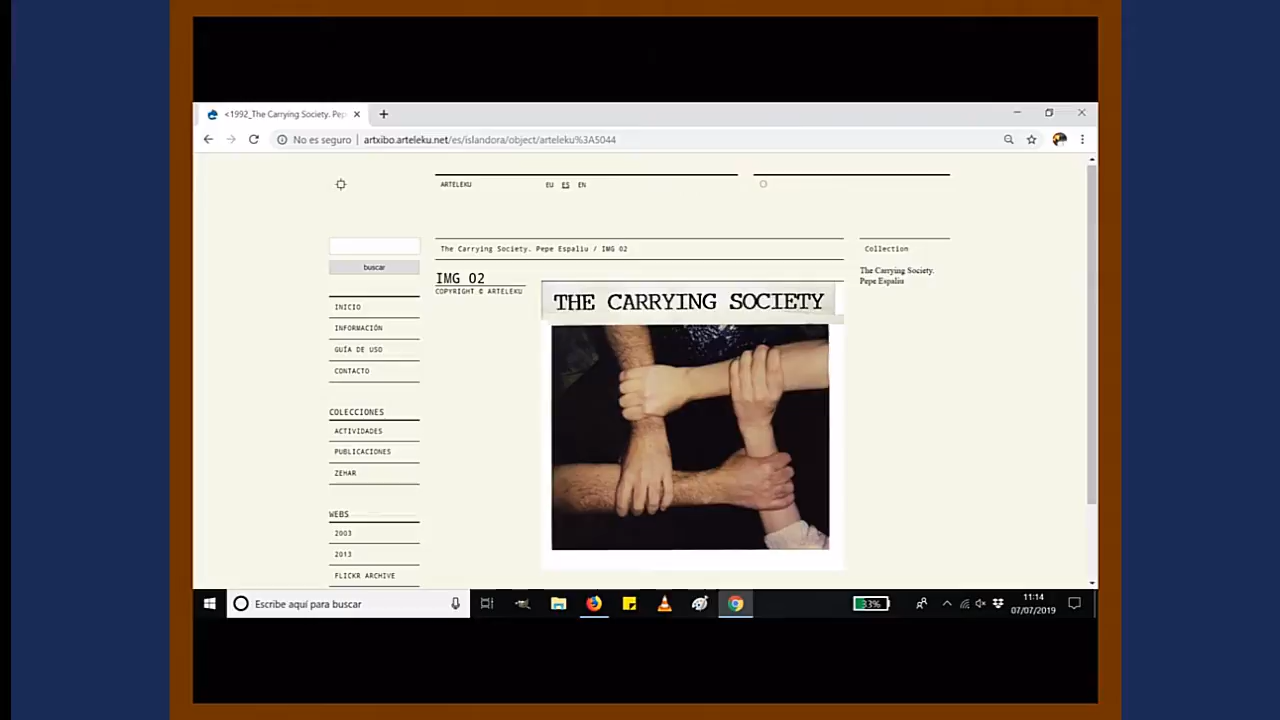 <1992_The Carrying Society. Pep
No es seguro | artxibo.arteleku.net/es/islandora/object/arteleku%3A5044
ARTELEKU EU ES EN
buscar
INICIO
INFORMACIÓN
GUÍA DE USO
CONTACTO
COLECCIONES
ACTIVIDADES
PUBLICACIONES
ZEHAR
WEBS
2003
2013
FLICKR ARCHIVE
The Carrying Society. Pepe Espaliu / IMG 02
IMG 02
COPYRIGHT © ARTELEKU
THE CARRYING SOCIETY
Collection
The Carrying Society.
Pepe Espaliu
Escribe aquí para buscar
33%
11:14
07/07/2019